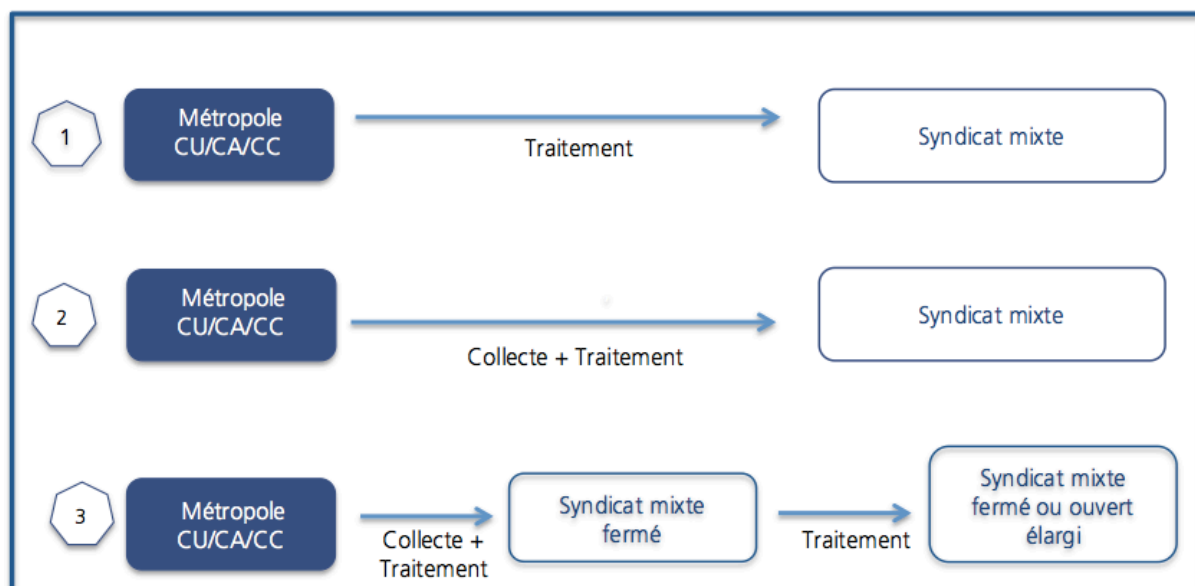 1
Métropole
CU/CA/CC
Traitement
Syndicat mixte
2
Métropole
CU/CA/CC
Collecte + Traitement
Syndicat mixte
3
Métropole
CU/CA/CC
Collecte +
Traitement
Syndicat mixte
fermé
Traitement
Syndicat mixte
fermé ou ouvert
élargi